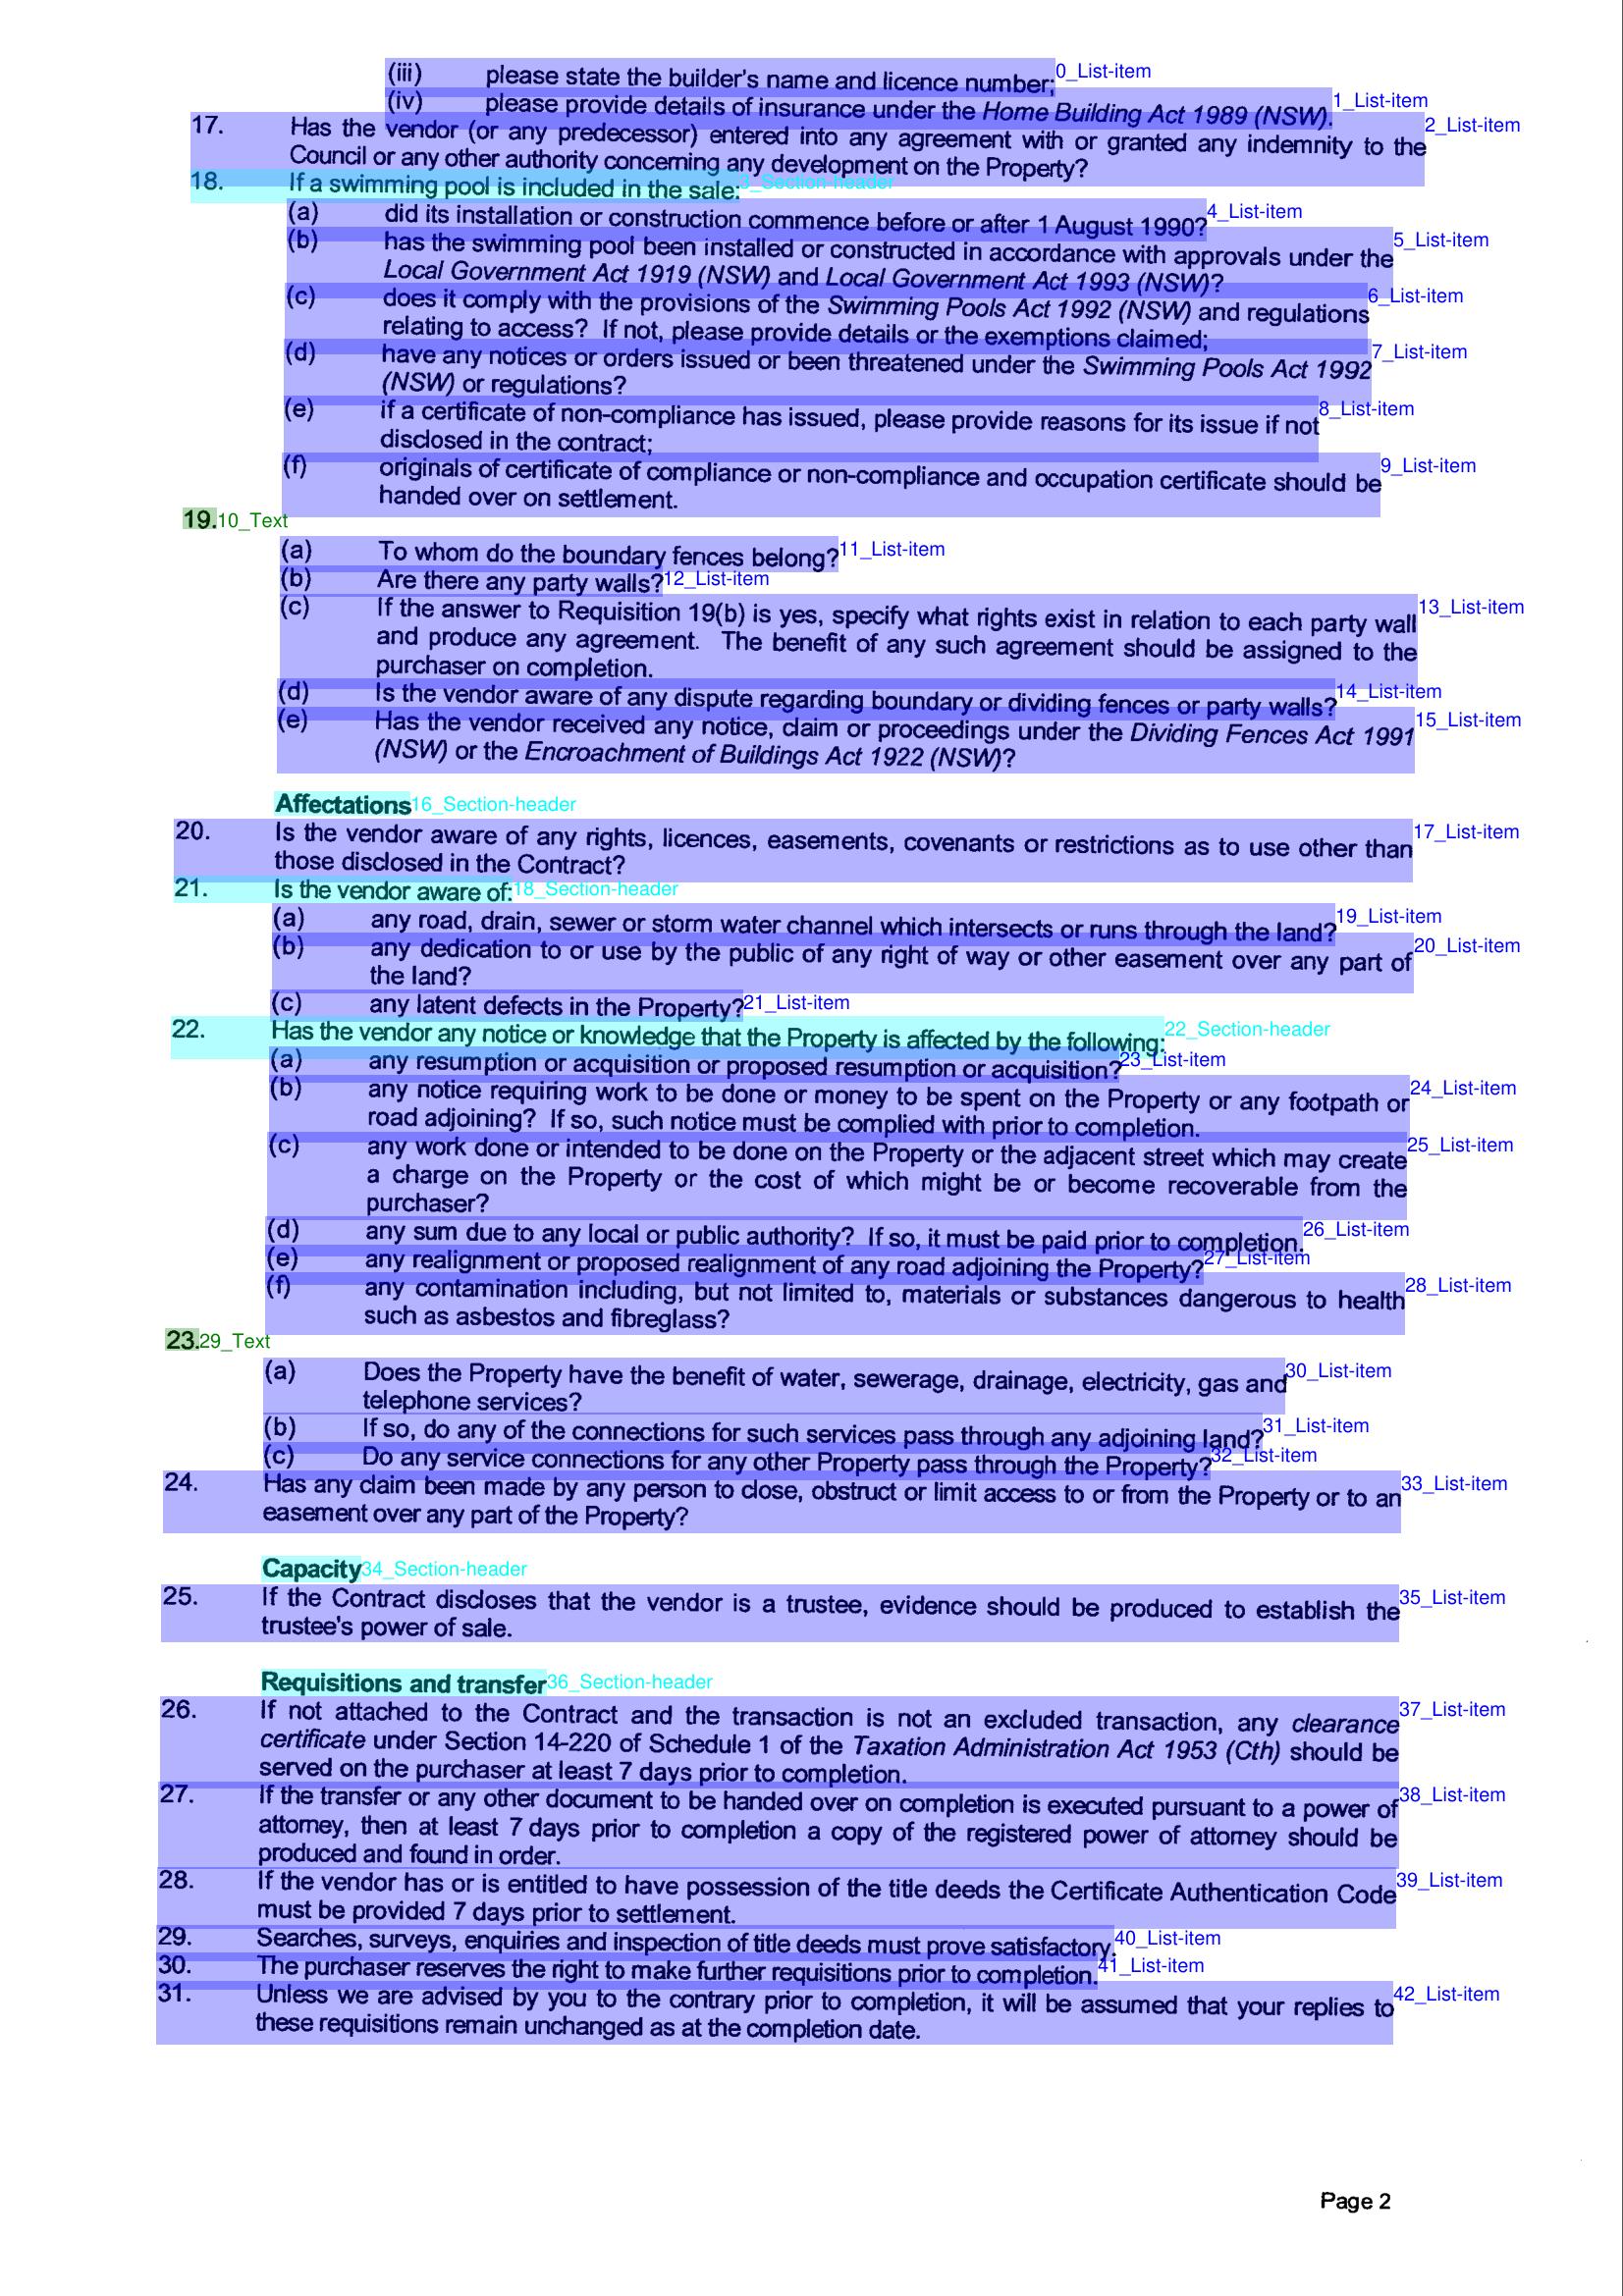 (iii) please state the builder's name and licence number; 0_List-item
(iv) please provide details of insurance under the Home Building Act 1989 (NSW). 1_List-item
17. Has the vendor (or any predecessor) entered into any agreement with or granted any indemnity to the 2_List-item
Council or any other authority concerning any development on the Property?
18. If a swimming pool is included in the sale: 3_Section-header
(a) did its installation or construction commence before or after 1 August 1990? 4_List-item
(b) has the swimming pool been installed or constructed in accordance with approvals under the 5_List-item
Local Government Act 1919 (NSW) and Local Government Act 1993 (NSW)?
(c) does it comply with the provisions of the Swimming Pools Act 1992 (NSW) and regulations 6_List-item
relating to access? If not, please provide details or the exemptions claimed;
(d) have any notices or orders issued or been threatened under the Swimming Pools Act 1992 7_List-item
(NSW) or regulations?
(e) if a certificate of non-compliance has issued, please provide reasons for its issue if not 8_List-item
disclosed in the contract;
(f) originals of certificate of compliance or non-compliance and occupation certificate should be 9_List-item
handed over on settlement.
19. 10_Text
(a) To whom do the boundary fences belong? 11_List-item
(b) Are there any party walls? 12_List-item
(c) If the answer to Requisition 19(b) is yes, specify what rights exist in relation to each party wall 13_List-item
and produce any agreement. The benefit of any such agreement should be assigned to the
purchaser on completion.
(d) Is the vendor aware of any dispute regarding boundary or dividing fences or party walls? 14_List-item
(e) Has the vendor received any notice, claim or proceedings under the Dividing Fences Act 1991 15_List-item
(NSW) or the Encroachment of Buildings Act 1922 (NSW)?
Affectations 16_Section-header
20. Is the vendor aware of any rights, licences, easements, covenants or restrictions as to use other than 17_List-item
those disclosed in the Contract?
21. Is the vendor aware of: 18_Section-header
(a) any road, drain, sewer or storm water channel which intersects or runs through the land? 19_List-item
(b) any dedication to or use by the public of any right of way or other easement over any part of 20_List-item
the land?
(c) any latent defects in the Property? 21_List-item
22. Has the vendor any notice or knowledge that the Property is affected by the following: 22_Section-header
(a) any resumption or acquisition or proposed resumption or acquisition? 23_List-item
(b) any notice requiring work to be done or money to be spent on the Property or any footpath or 24_List-item
road adjoining? If so, such notice must be complied with prior to completion.
(c) any work done or intended to be done on the Property or the adjacent street which may create 25_List-item
a charge on the Property or the cost of which might be or become recoverable from the
purchaser?
(d) any sum due to any local or public authority? If so, it must be paid prior to completion. 26_List-item
(e) any realignment or proposed realignment of any road adjoining the Property? 27_List-item
(f) any contamination including, but not limited to, materials or substances dangerous to health 28_List-item
such as asbestos and fibreglass?
23. 29_Text
(a) Does the Property have the benefit of water, sewerage, drainage, electricity, gas and 30_List-item
telephone services?
(b) If so, do any of the connections for such services pass through any adjoining land? 31_List-item
(c) Do any service connections for any other Property pass through the Property? 32_List-item
24. Has any claim been made by any person to close, obstruct or limit access to or from the Property or to an 33_List-item
easement over any part of the Property?
Capacity 34_Section-header
25. If the Contract discloses that the vendor is a trustee, evidence should be produced to establish the 35_List-item
trustee's power of sale.
Requisitions and transfer 36_Section-header
26. If not attached to the Contract and the transaction is not an excluded transaction, any clearance 37_List-item
certificate under Section 14-220 of Schedule 1 of the Taxation Administration Act 1953 (Cth) should be
served on the purchaser at least 7 days prior to completion.
27. If the transfer or any other document to be handed over on completion is executed pursuant to a power of 38_List-item
attorney, then at least 7 days prior to completion a copy of the registered power of attorney should be
produced and found in order.
28. If the vendor has or is entitled to have possession of the title deeds the Certificate Authentication Code 39_List-item
must be provided 7 days prior to settlement.
29. Searches, surveys, enquiries and inspection of title deeds must prove satisfactory. 40_List-item
30. The purchaser reserves the right to make further requisitions prior to completion. 41_List-item
31. Unless we are advised by you to the contrary prior to completion, it will be assumed that your replies to 42_List-item
these requisitions remain unchanged as at the completion date.
Page 2